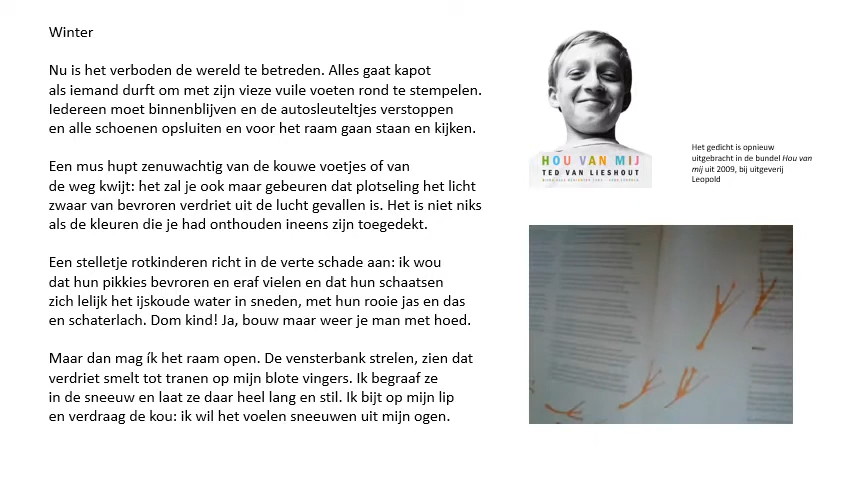 Winter
Nu is het verboden de wereld te betreden. Alles gaat kapot
als iemand durft om met zijn vieze vuile voeten rond te stempelen.
Iedereen moet binnenblijven en de autosleuteltjes verstoppen
en alle schoenen opsluiten en voor het raam gaan staan en kijken.
Een mus hupt zenuwachtig van de kouwe voetjes of van
de weg kwijt: het zal je ook maar gebeuren dat plotseling het licht
zwaar van bevroren verdriet uit de lucht gevallen is. Het is niet niks
als de kleuren die je had onthouden ineens zijn toegedekt.
Een stelletje rotkinderen richt in de verte schade aan: ik wou
dat hun pikkies bevroren en eraf vielen en dat hun schaatsen
zich lelijk het ijskoude water in sneden, met hun rooie jas en das
en schaterlach. Dom kind! Ja, bouw maar weer je man met hoed.
Maar dan mag ík het raam open. De vensterbank strelen, zien dat
verdriet smelt tot tranen op mijn blote vingers. Ik begraaf ze
in de sneeuw en laat ze daar heel lang en stil. Ik bijt op mijn lip
en verdraag de kou: ik wil het voelen sneeuwen uit mijn ogen.
HOU VAN MIJ
TED VAN LIESHOUT
Het gedicht is opnieuw
uitgebracht in de bundel Hou van
mij uit 2009, bij uitgeverij
Leopold